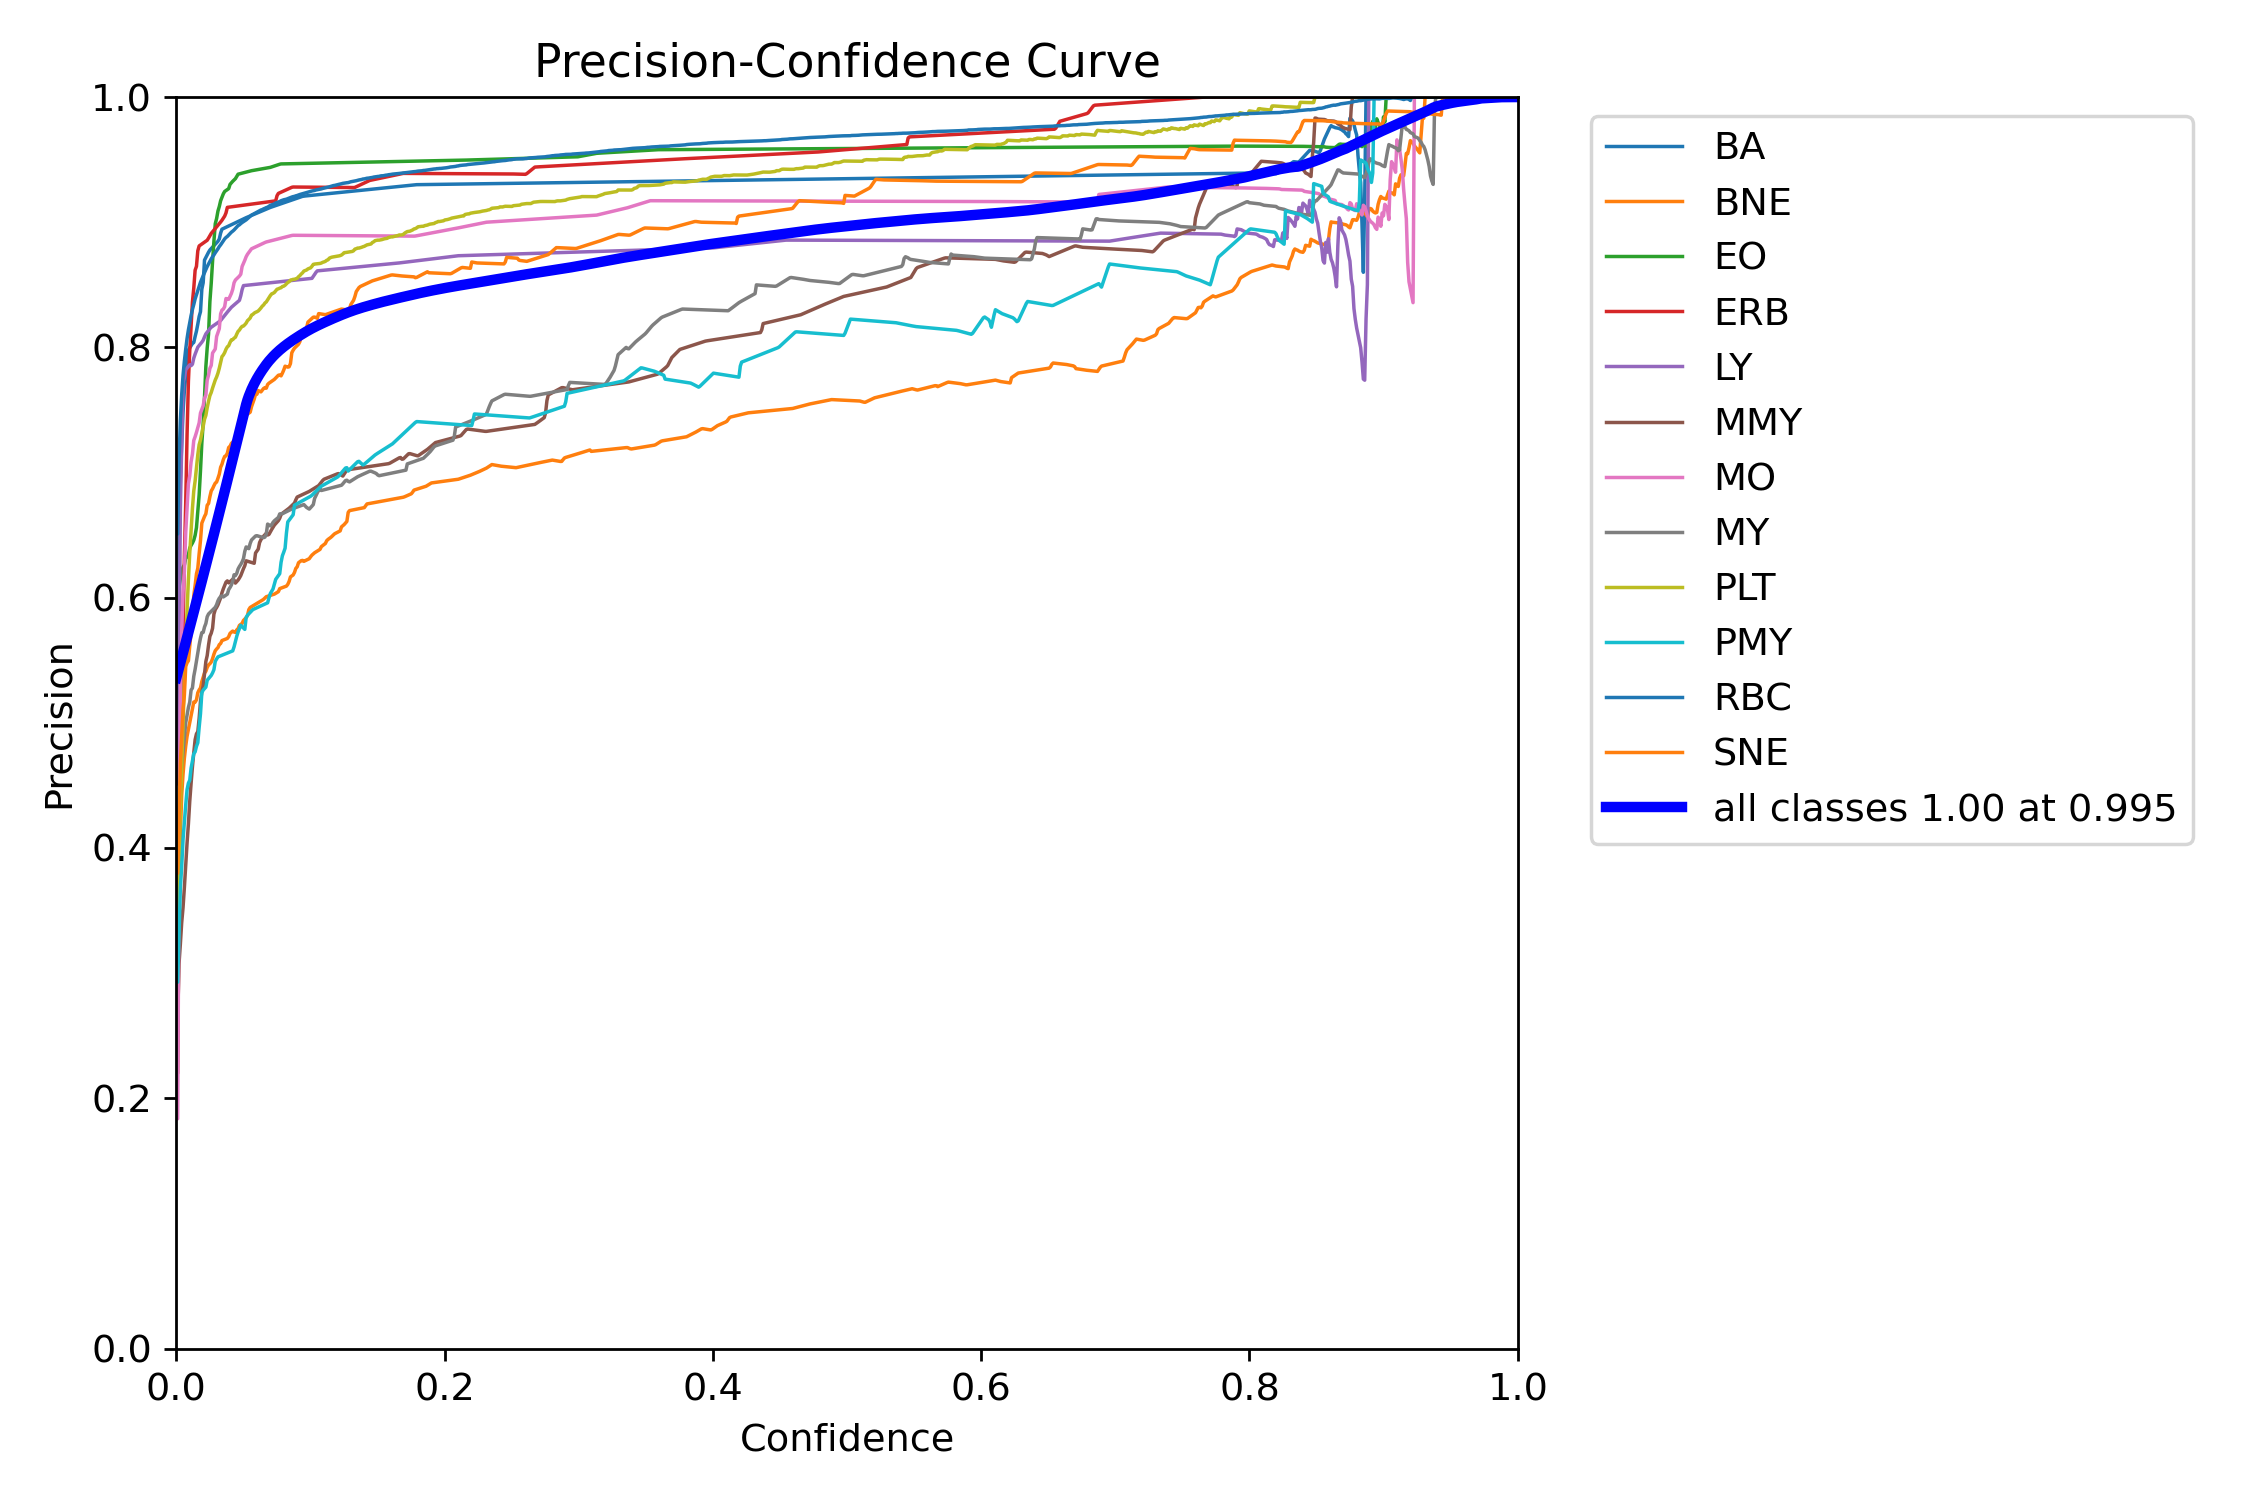 Precision-Confidence Curve
1.0
0.8
0.6
0.4
0.2
0.0
Precision
0.0 0.2 0.4 0.6 0.8 1.0
Confidence
BA
BNE
EO
ERB
LY
MMY
MO
MY
PLT
PMY
RBC
SNE
all classes 1.00 at 0.995